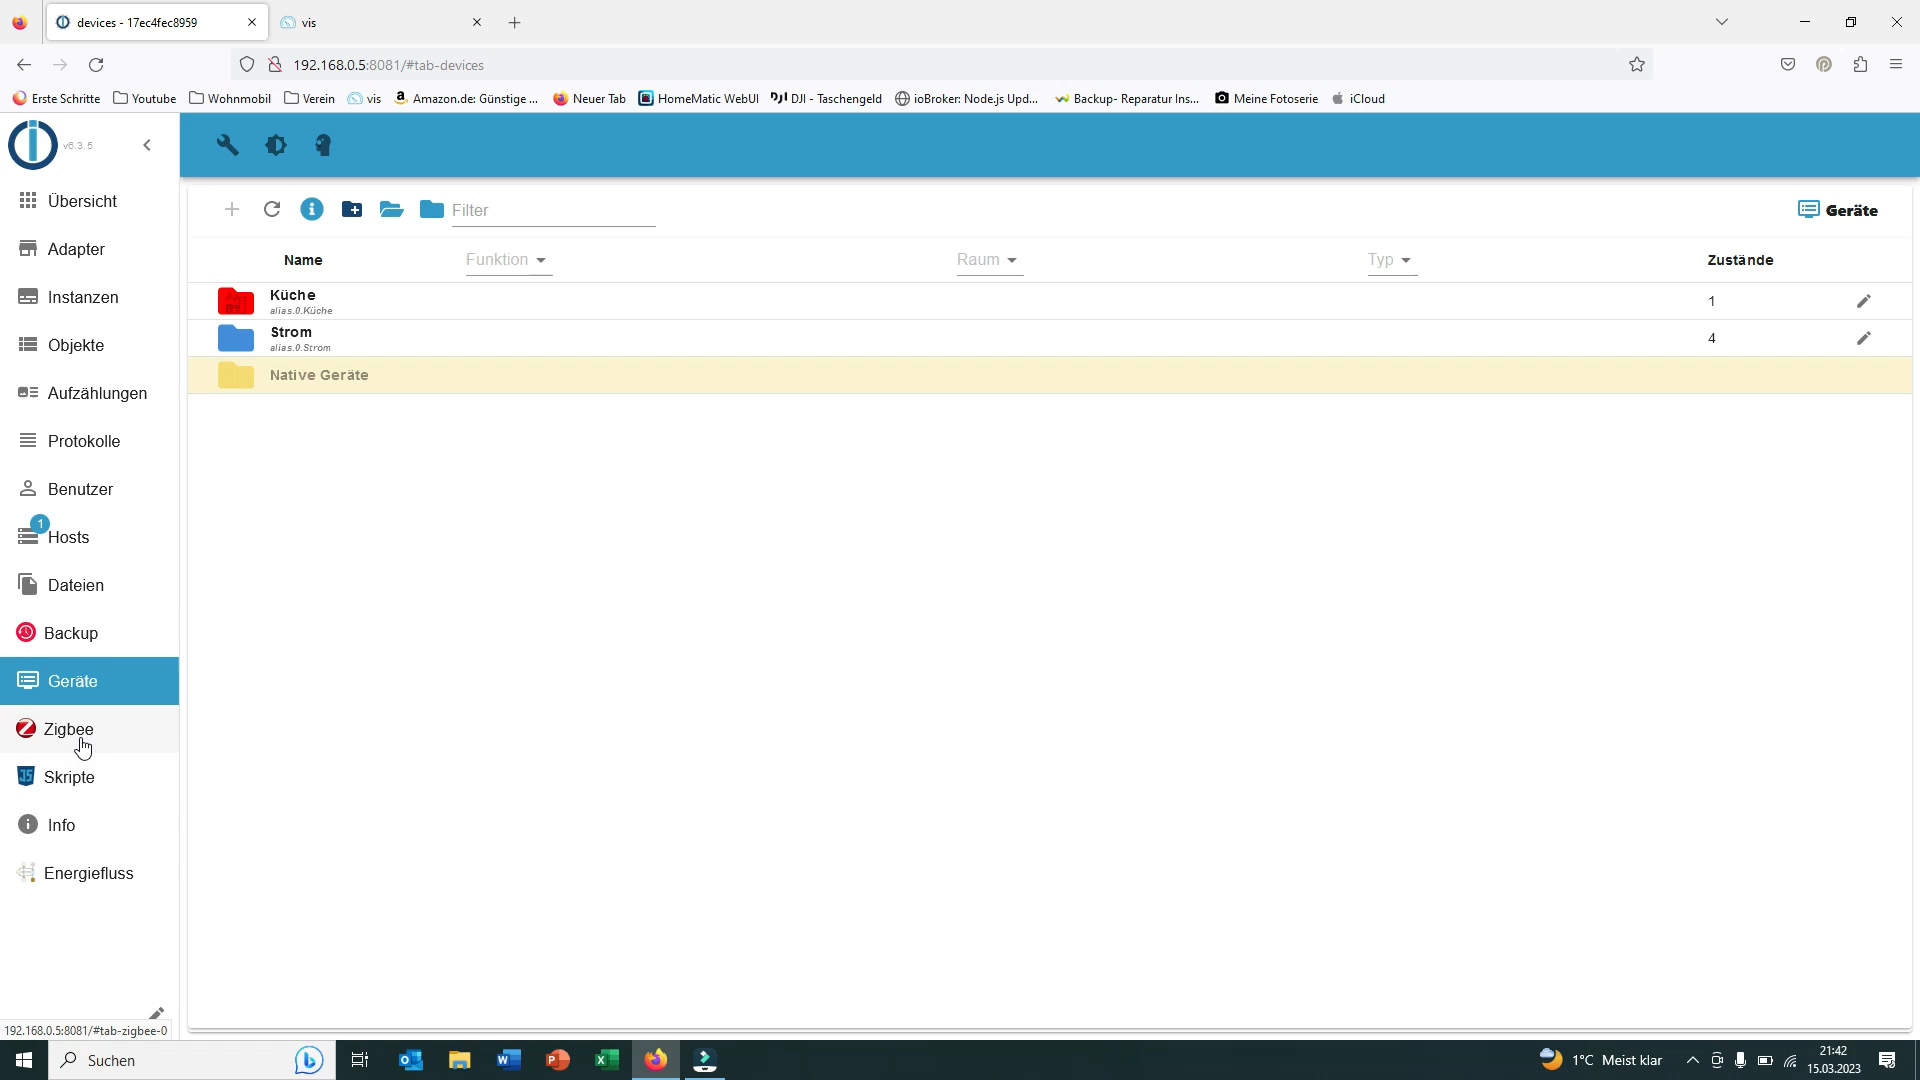 devices - 17ec4fec8959
vis
192.168.0.5:8081/#tab-devices
Erste Schritte
Youtube
Wohnmobil
Verein
vis
Amazon.de: Günstige ...
Neuer Tab
HomeMatic WebUI
DJI - Taschengeld
ioBroker: Node.js Upd...
Backup- Reparatur Ins...
Meine Fotoserie
iCloud
v6.3.5
Übersicht
Adapter
Instanzen
Objekte
Aufzählungen
Protokolle
Benutzer
1
Hosts
Dateien
Backup
Geräte
Zigbee
Skripte
Info
Energiefluss
192.168.0.5:8081/#tab-zigbee-0
Filter
Geräte
Name
Funktion
Raum
Typ
Zustände
Küche
alias.0.Küche
1
Strom
alias.0.Strom
4
Native Geräte
Suchen
1°C Meist klar
21:42
15.03.2023